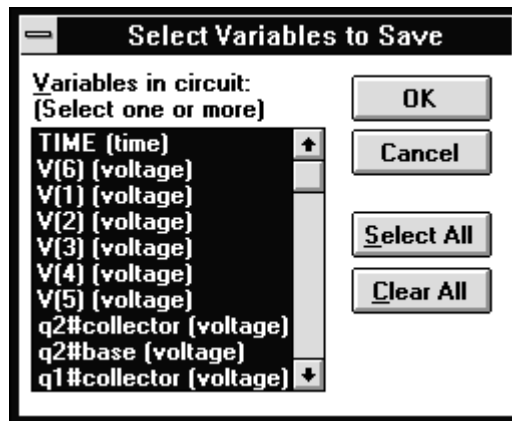 Select Variables to Save
Variables in circuit:
(Select one or more)
TIME (time)
V(6) (voltage)
V(1) (voltage)
V(2) (voltage)
V(3) (voltage)
V(4) (voltage)
V(5) (voltage)
q2#collector (voltage)
q2#base (voltage)
q1#collector (voltage)
OK
Cancel
Select All
Clear All